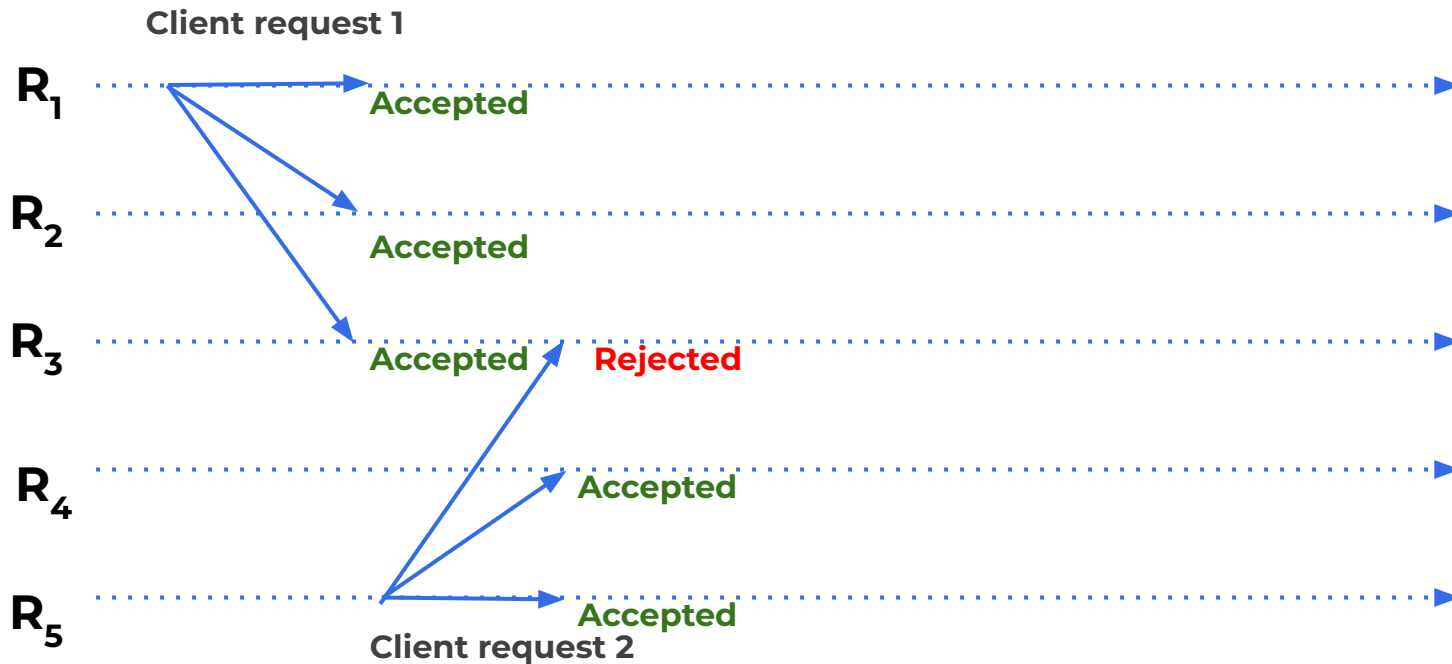 Client request 1
R1
Accepted
R2
Accepted
R3
Accepted
Rejected
R4
Accepted
R5
Accepted
Client request 2